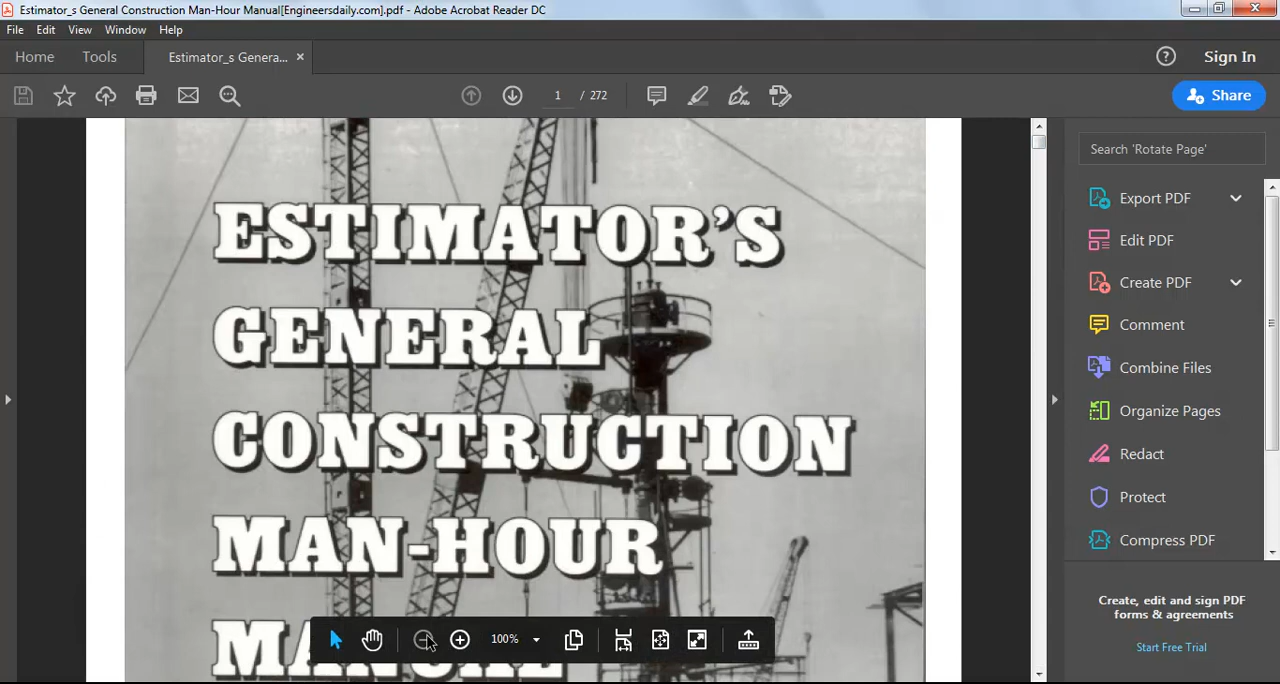 Estimator_s General Construction Man-Hour Manual[Engineersdaily.com].pdf - Adobe Acrobat Reader DC
File Edit View Window Help
Home Tools Estimator_s Genera... × ? Sign In
1 / 272 Share
Search 'Rotate Page'
Export PDF
Edit PDF
Create PDF
Comment
Combine Files
Organize Pages
Redact
Protect
Compress PDF
Create, edit and sign PDF
forms & agreements
Start Free Trial
ESTIMATOR'S
GENERAL
CONSTRUCTION
MAN-HOUR
MANUAL
100%